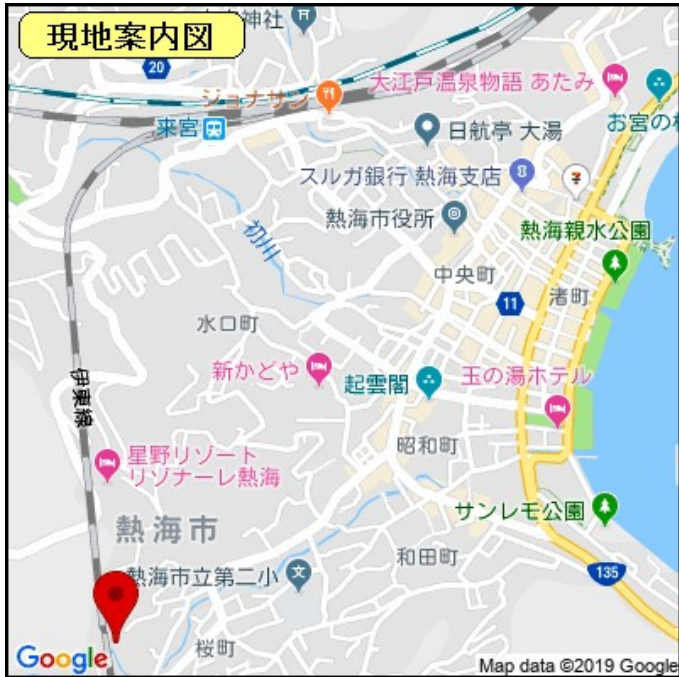 現地案内図
神社
20
大江戸温泉物語 あたみ
ジョナサン
来宮
日航亭 大湯
お宮の松
スルガ銀行 熱海支店
熱海市役所
初川
熱海親水公園
中央町
11
渚町
水口町
新かどや
起雲閣
玉の湯ホテル
伊東線
昭和町
星野リゾート
リゾナーレ熱海
サンレモ公園
熱海市
和田町
熱海市立第二小
文
135
桜町
Google
Map data ©2019 Google